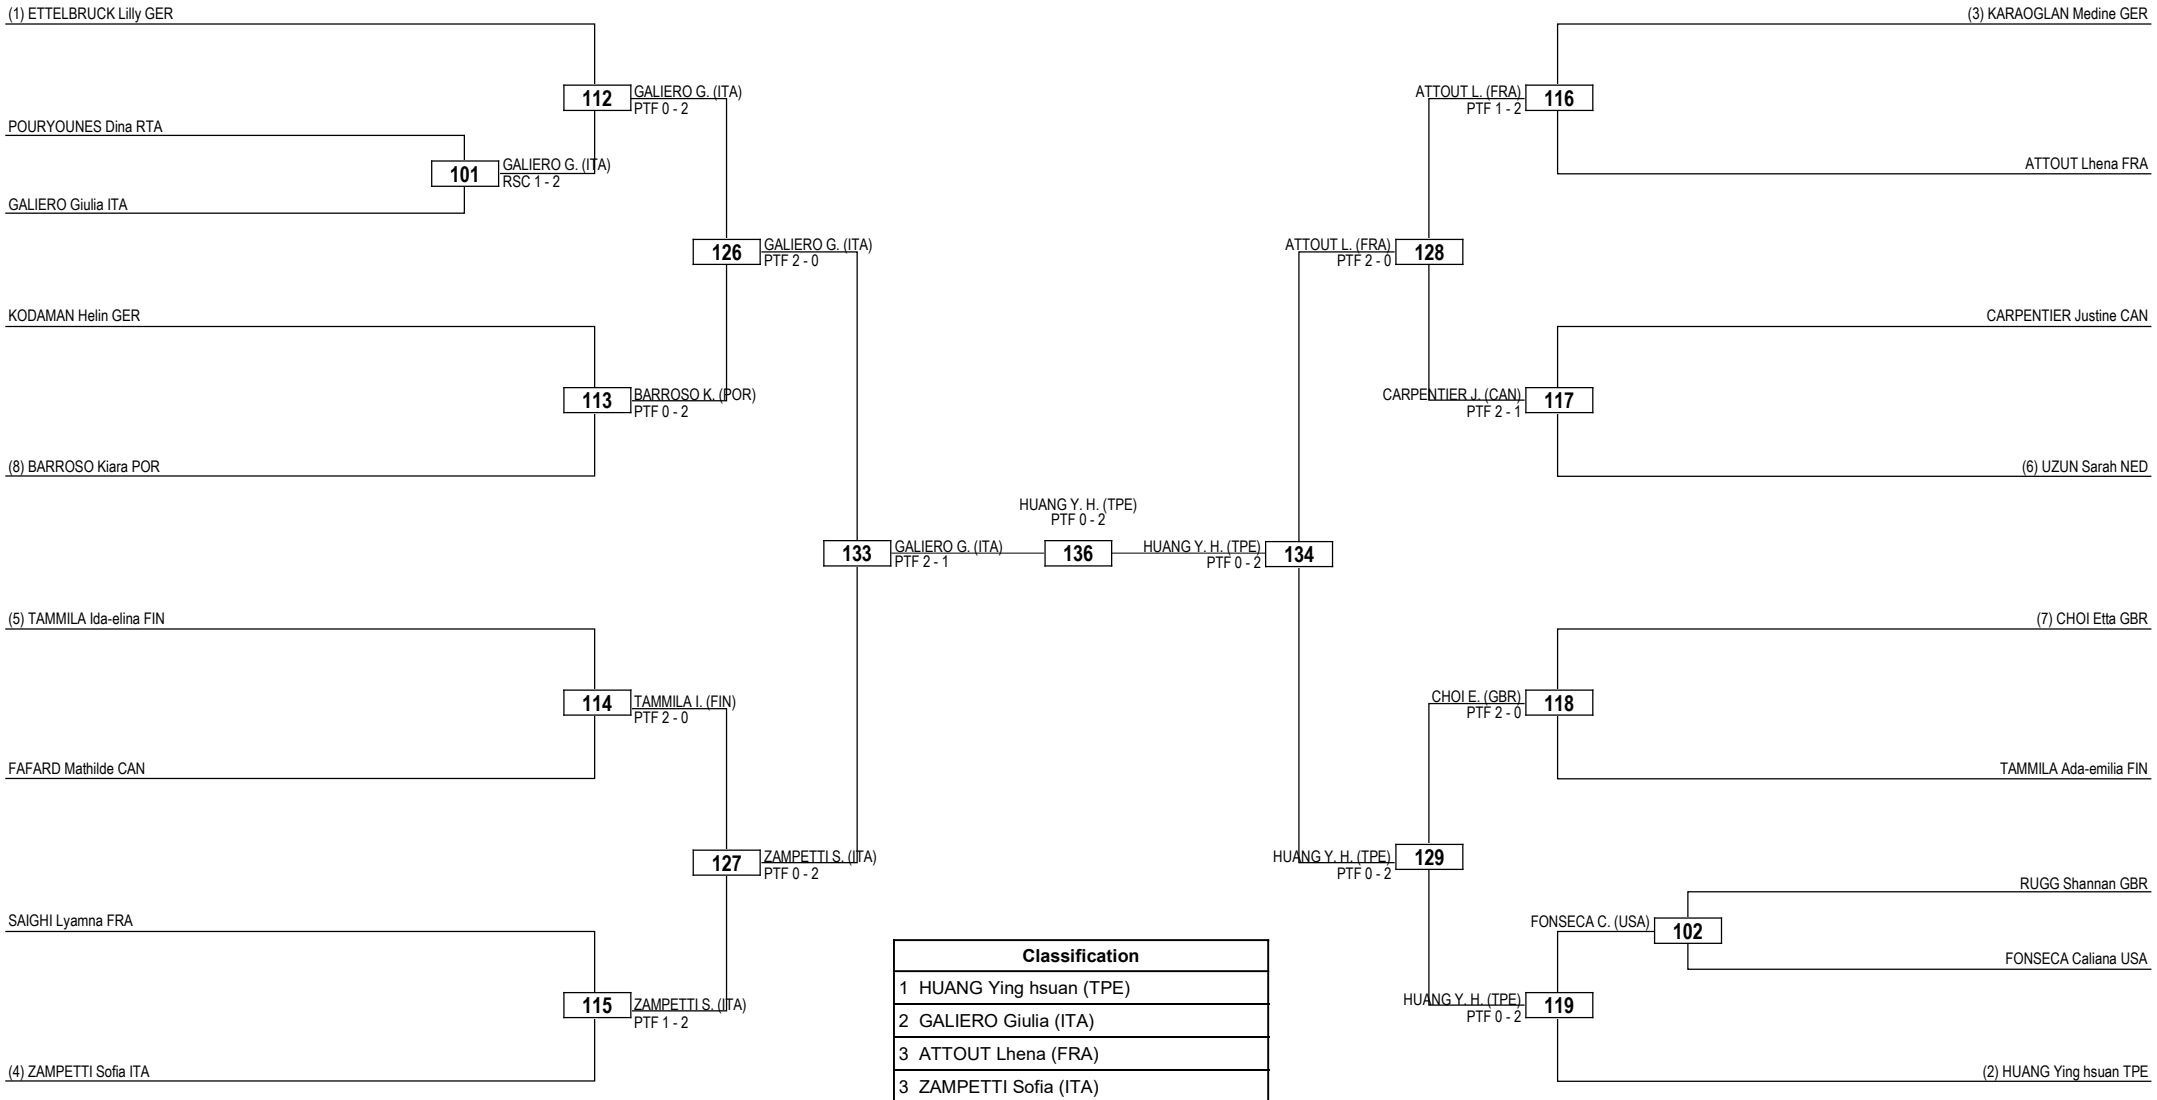 (1) ETTELBRUCK Lilly GER
POURYOUNES Dina RTA
GALIERO Giulia ITA
KODAMAN Helin GER
(8) BARROSO Kiara POR
(5) TAMMILA Ida-elina FIN
FAFARD Mathilde CAN
SAIGHI Lyamna FRA
(4) ZAMPETTI Sofia ITA
101
GALIERO G. (ITA)
RSC 1 - 2
112
GALIERO G. (ITA)
PTF 0 - 2
113
BARROSO K. (POR)
PTF 0 - 2
114
TAMMILA I. (FIN)
PTF 2 - 0
115
ZAMPETTI S. (ITA)
PTF 1 - 2
126
GALIERO G. (ITA)
PTF 2 - 0
127
ZAMPETTI S. (ITA)
PTF 0 - 2
133
GALIERO G. (ITA)
PTF 2 - 1
HUANG Y. H. (TPE)
PTF 0 - 2
136
HUANG Y. H. (TPE)
PTF 0 - 2
134
ATTOUT L. (FRA)
PTF 2 - 0
128
HUANG Y. H. (TPE)
PTF 0 - 2
129
ATTOUT L. (FRA)
PTF 1 - 2
116
CARPENTIER J. (CAN)
PTF 2 - 1
117
CHOI E. (GBR)
PTF 2 - 0
118
HUANG Y. H. (TPE)
PTF 0 - 2
119
FONSECA C. (USA)
102
(3) KARAOGLAN Medine GER
ATTOUT Lhena FRA
CARPENTIER Justine CAN
(6) UZUN Sarah NED
(7) CHOI Etta GBR
TAMMILA Ada-emilia FIN
RUGG Shannan GBR
FONSECA Caliana USA
(2) HUANG Ying hsuan TPE
Classification
1 HUANG Ying hsuan (TPE)
2 GALIERO Giulia (ITA)
3 ATTOUT Lhena (FRA)
3 ZAMPETTI Sofia (ITA)